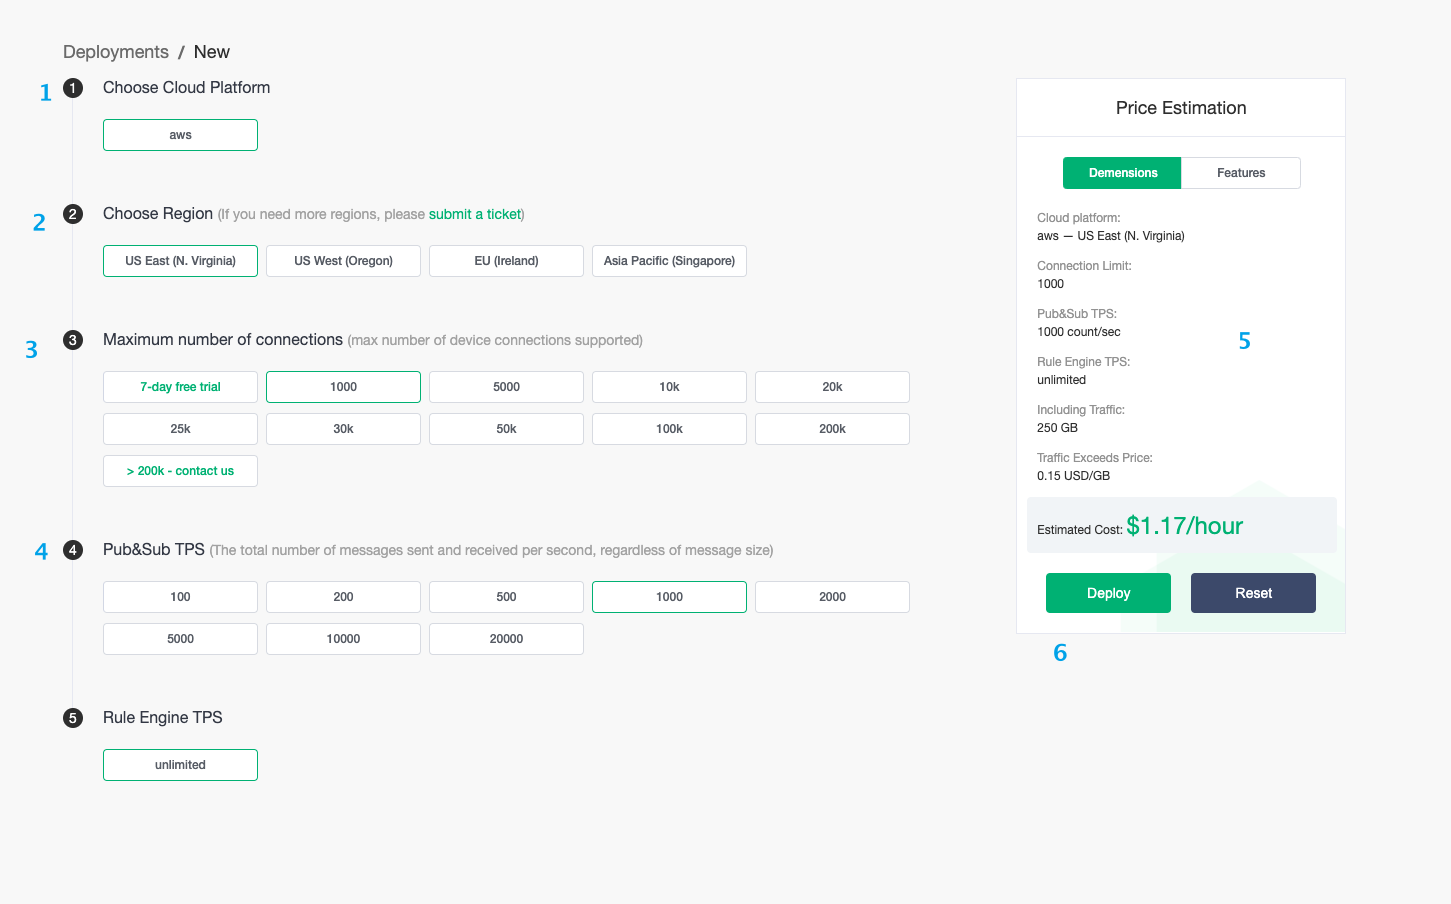 Deployments / New
1 1 Choose Cloud Platform
aws
2 2 Choose Region (If you need more regions, please submit a ticket)
US East (N. Virginia) US West (Oregon) EU (Ireland) Asia Pacific (Singapore)
3 3 Maximum number of connections (max number of device connections supported)
7-day free trial 1000 5000 10k 20k
25k 30k 50k 100k 200k
> 200k - contact us
4 4 Pub&Sub TPS (The total number of messages sent and received per second, regardless of message size)
100 200 500 1000 2000
5000 10000 20000
5 Rule Engine TPS
unlimited
Price Estimation
Demensions Features
Cloud platform:
aws — US East (N. Virginia)
Connection Limit:
1000
Pub&Sub TPS:
1000 count/sec
5
Rule Engine TPS:
unlimited
Including Traffic:
250 GB
Traffic Exceeds Price:
0.15 USD/GB
Estimated Cost: $1.17/hour
Deploy Reset
6